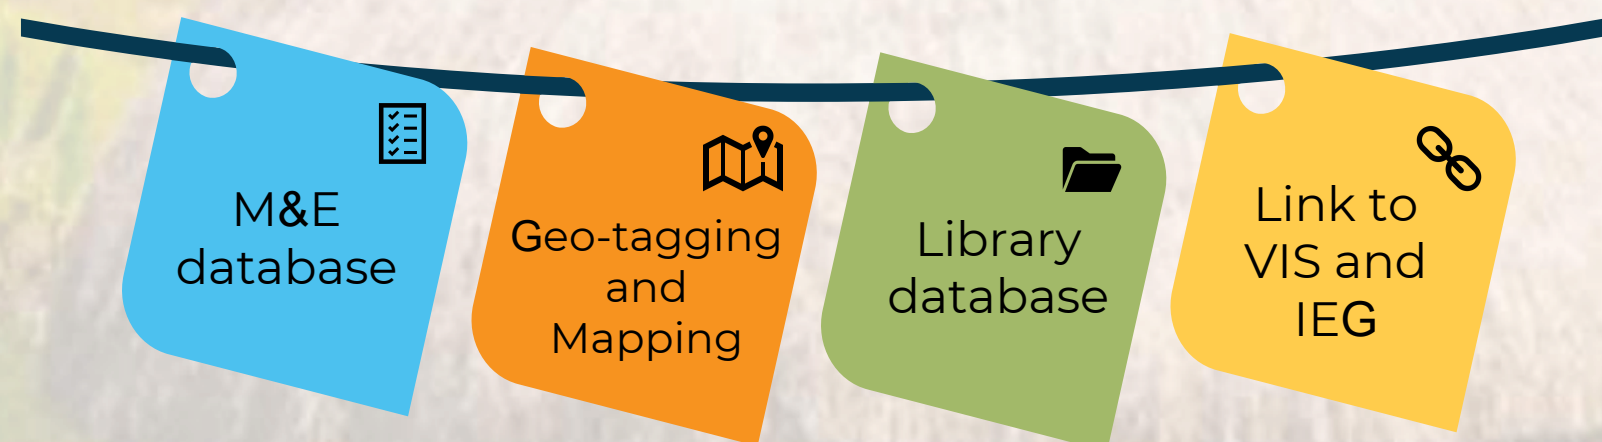 M&E
database
Geo-tagging
and
Mapping
Library
database
Link to
VIS and
IEG